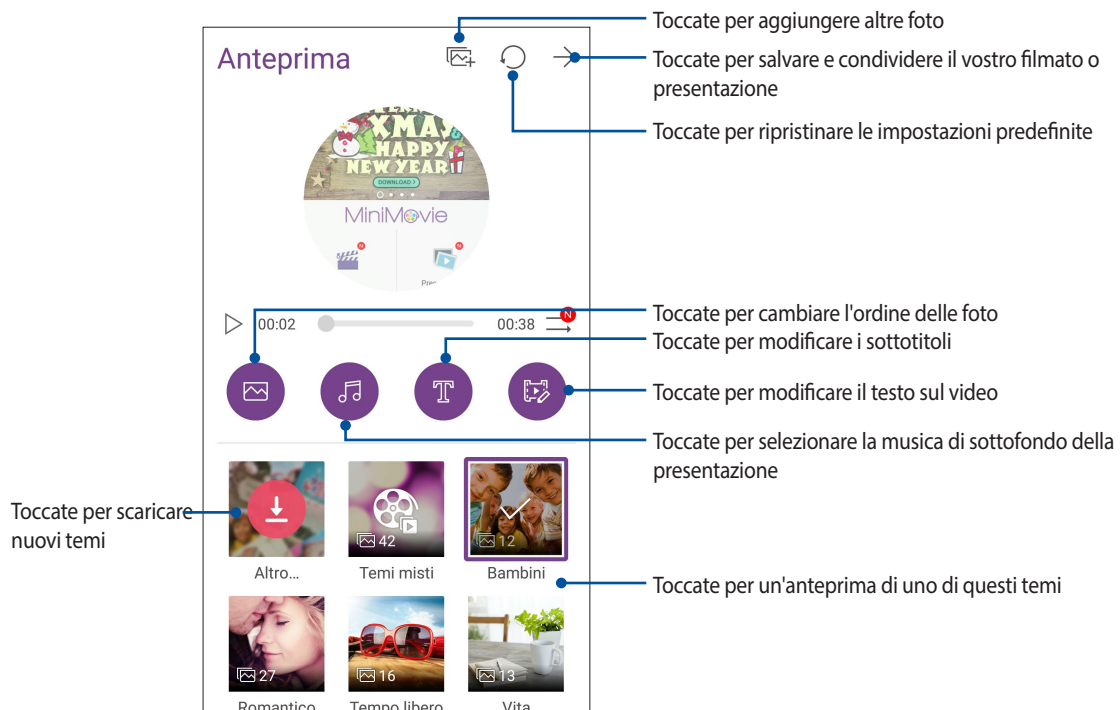 Toccate per aggiungere altre foto
Anteprima
Toccate per salvare e condividere il vostro filmato o
presentazione
Toccate per ripristinare le impostazioni predefinite
XMAS
HAPPY
NEW YEAR
DOWNLOAD >
MiniMovie
N
N
00:02
00:38
N
Toccate per cambiare l'ordine delle foto
Toccate per modificare i sottotitoli
T
Toccate per modificare il testo sul video
Toccate per selezionare la musica di sottofondo della
presentazione
Toccate per scaricare
nuovi temi
42
12
Altro...
Temi misti
Bambini
Toccate per un'anteprima di uno di questi temi
27
16
13
Romantico
Tempo libero
Vita